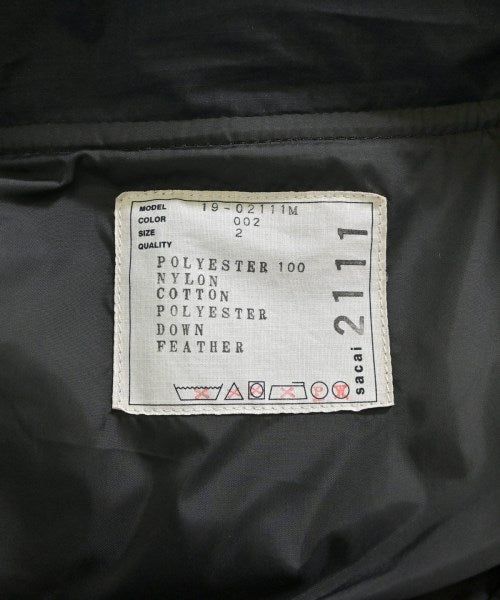 MODEL 19-02111M
COLOR 002
SIZE 2
QUALITY
POLYESTER 100
NYLON
COTTON
POLYESTER
DOWN
FEATHER
P W
sacai 2111